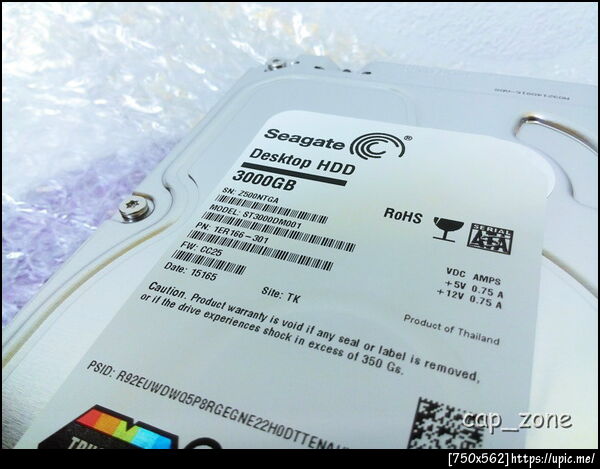 Seagate ®
Desktop HDD
3000GB
SN: Z500NTGA
MODEL: ST3000DM001
PN: 1ER166-301
FW: CC25
Date: 15165 Site: TK
RoHS SERIAL ATA
VDC AMPS
+5V 0.75 A
+12V 0.75 A
Product of Thailand
Caution. Product warranty is void if any seal or label is removed,
or if the drive experiences shock in excess of 350 Gs.
PSID:
cap_zone
[750x562]https://upic.me/